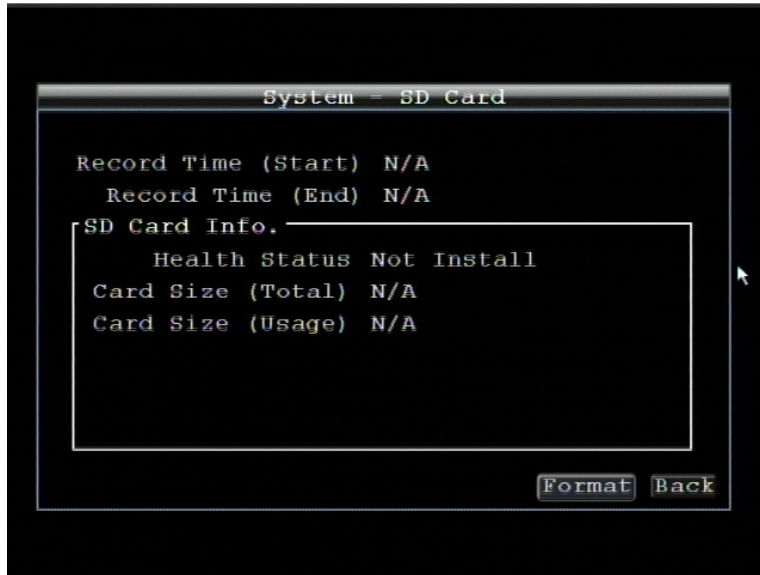 System - SD Card
Record Time (Start) N/A
Record Time (End) N/A
SD Card Info.
Health Status Not Install
Card Size (Total) N/A
Card Size (Usage) N/A
Format Back